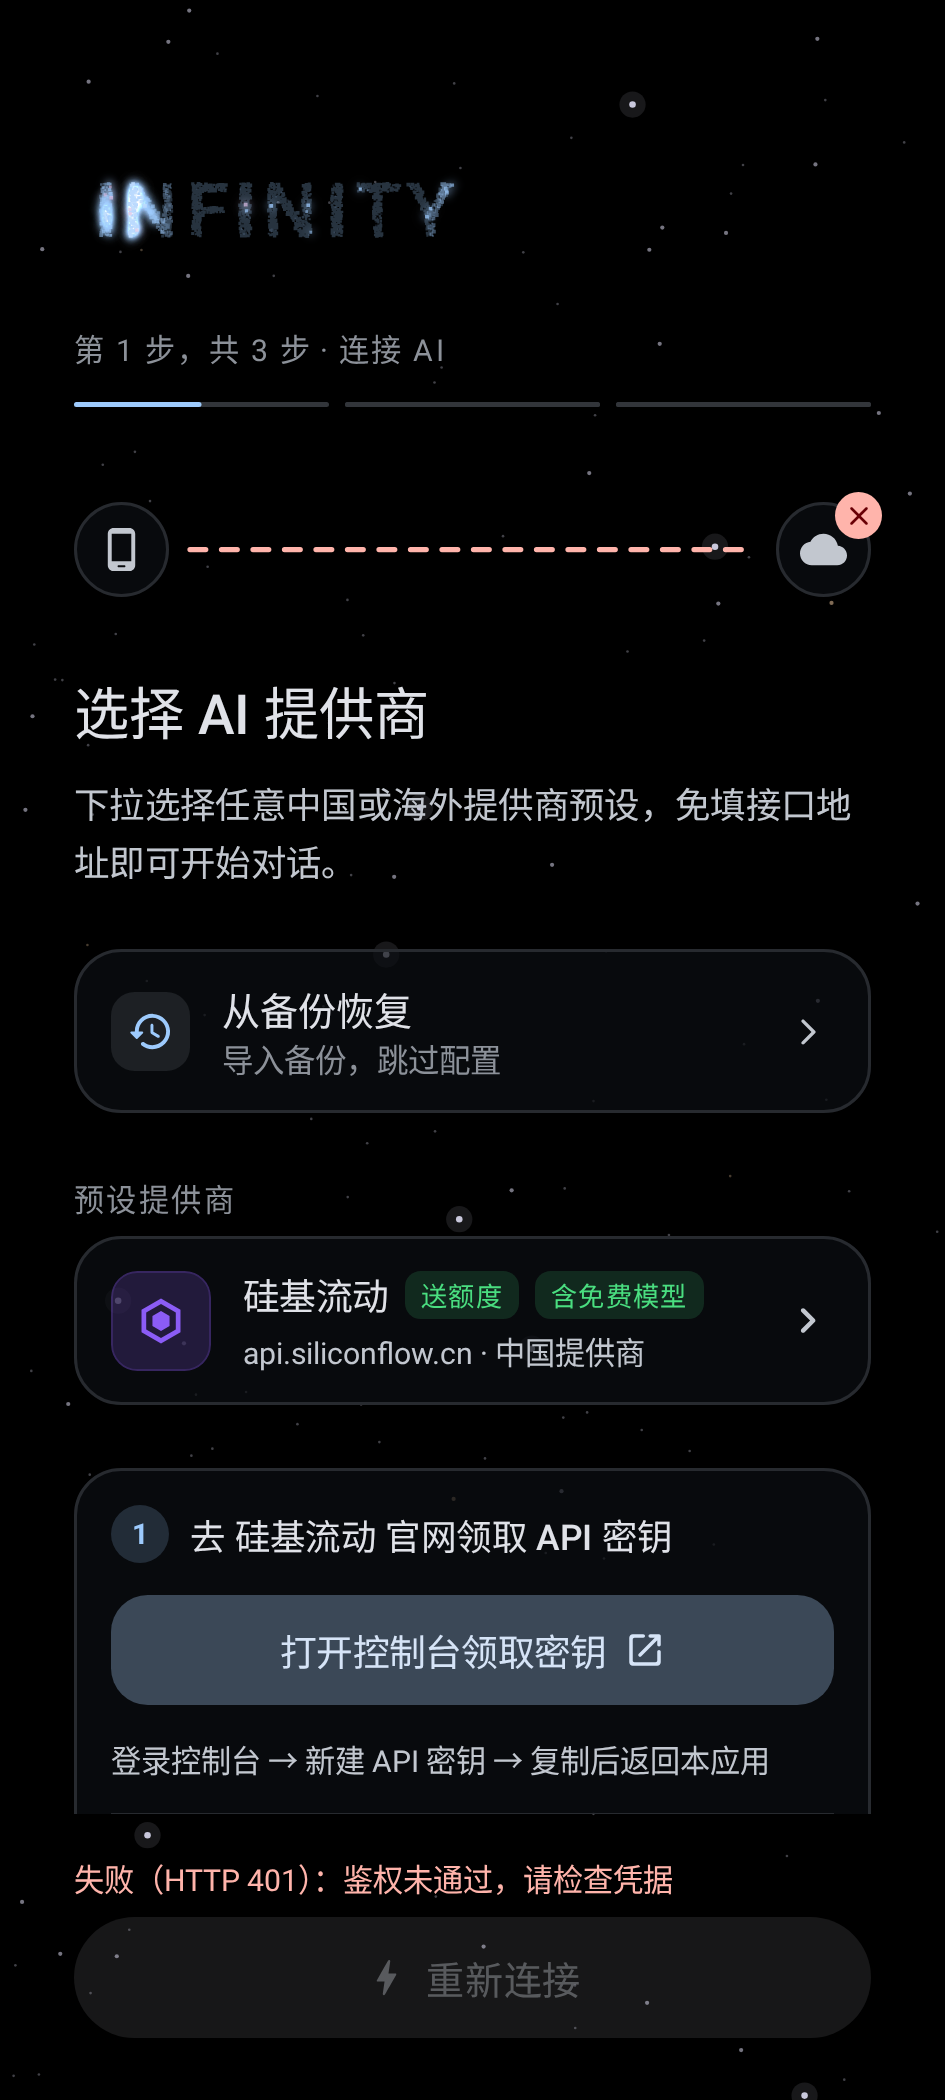 INFINITY
第 1 步，共 3 步 · 连接 AI
选择 AI 提供商
下拉选择任意中国或海外提供商预设，免填接口地
址即可开始对话。
从备份恢复
导入备份，跳过配置
预设提供商
硅基流动 送额度 含免费模型
api.siliconflow.cn · 中国提供商
1 去 硅基流动 官网领取 API 密钥
打开控制台领取密钥
登录控制台 → 新建 API 密钥 → 复制后返回本应用
失败（HTTP 401）：鉴权未通过，请检查凭据
重新连接